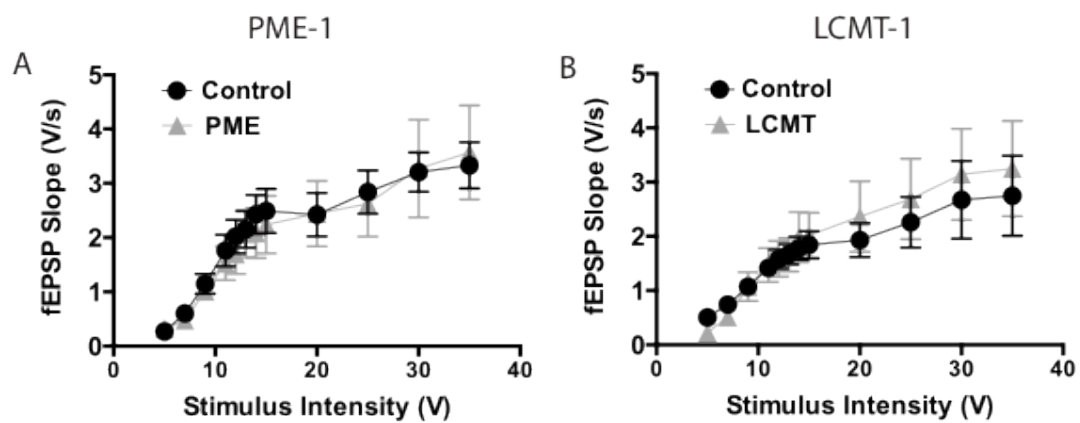 PME-1
A
5
4
3
2
1
0
fEPSP Slope (V/s)
Control
PME
0 10 20 30 40
Stimulus Intensity (V)
LCMT-1
B
5
4
3
2
1
0
fEPSP Slope (V/s)
Control
LCMT
0 10 20 30 40
Stimulus Intensity (V)